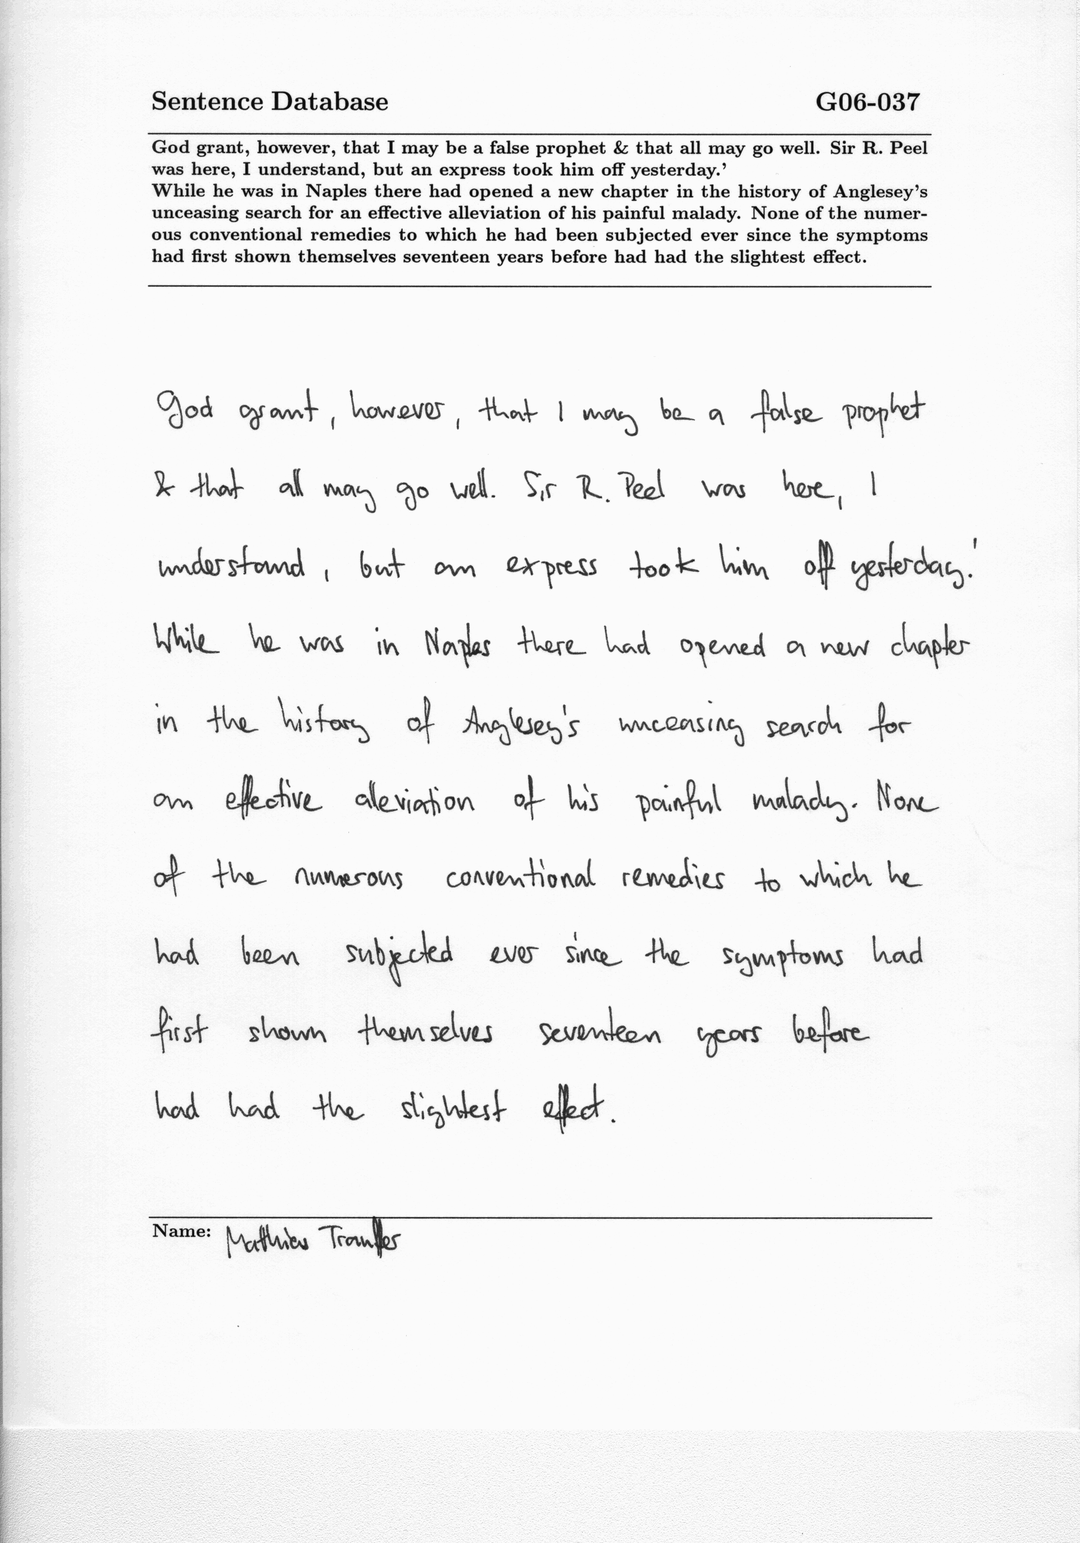 Sentence Database G06-037
God grant, however, that I may be a false prophet & that all may go well. Sir R. Peel
was here, I understand, but an express took him off yesterday.'
While he was in Naples there had opened a new chapter in the history of Anglesey's
unceasing search for an effective alleviation of his painful malady. None of the numer-
ous conventional remedies to which he had been subjected ever since the symptoms
had first shown themselves seventeen years before had had the slightest effect.
God grant, however, that I may be a false prophet
& that all may go well. Sir R. Peel was here, I
understand, but an express took him off yesterday.'
While he was in Naples there had opened a new chapter
in the history of Anglesey's unceasing search for
an effective aleviation of his painful malady. None
of the numerous conventional remedies to which he
had been subjected ever since the symptoms had
first shown themselves seventeen years before
had had the slightest effect.
Name: Mathieu